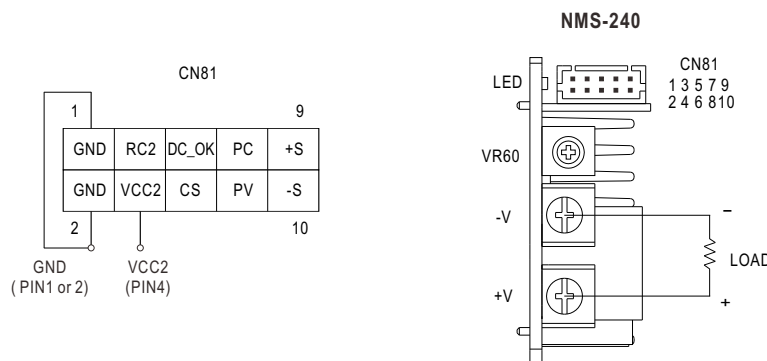 NMS-240
CN81
1 9
GND RC2 DC_OK PC +S
GND VCC2 CS PV -S
2 10
GND
( PIN1 or 2)
VCC2
(PIN4)
LED
CN81
1 3 5 7 9
2 4 6 8 10
VR60
-V
–
LOAD
+V
+